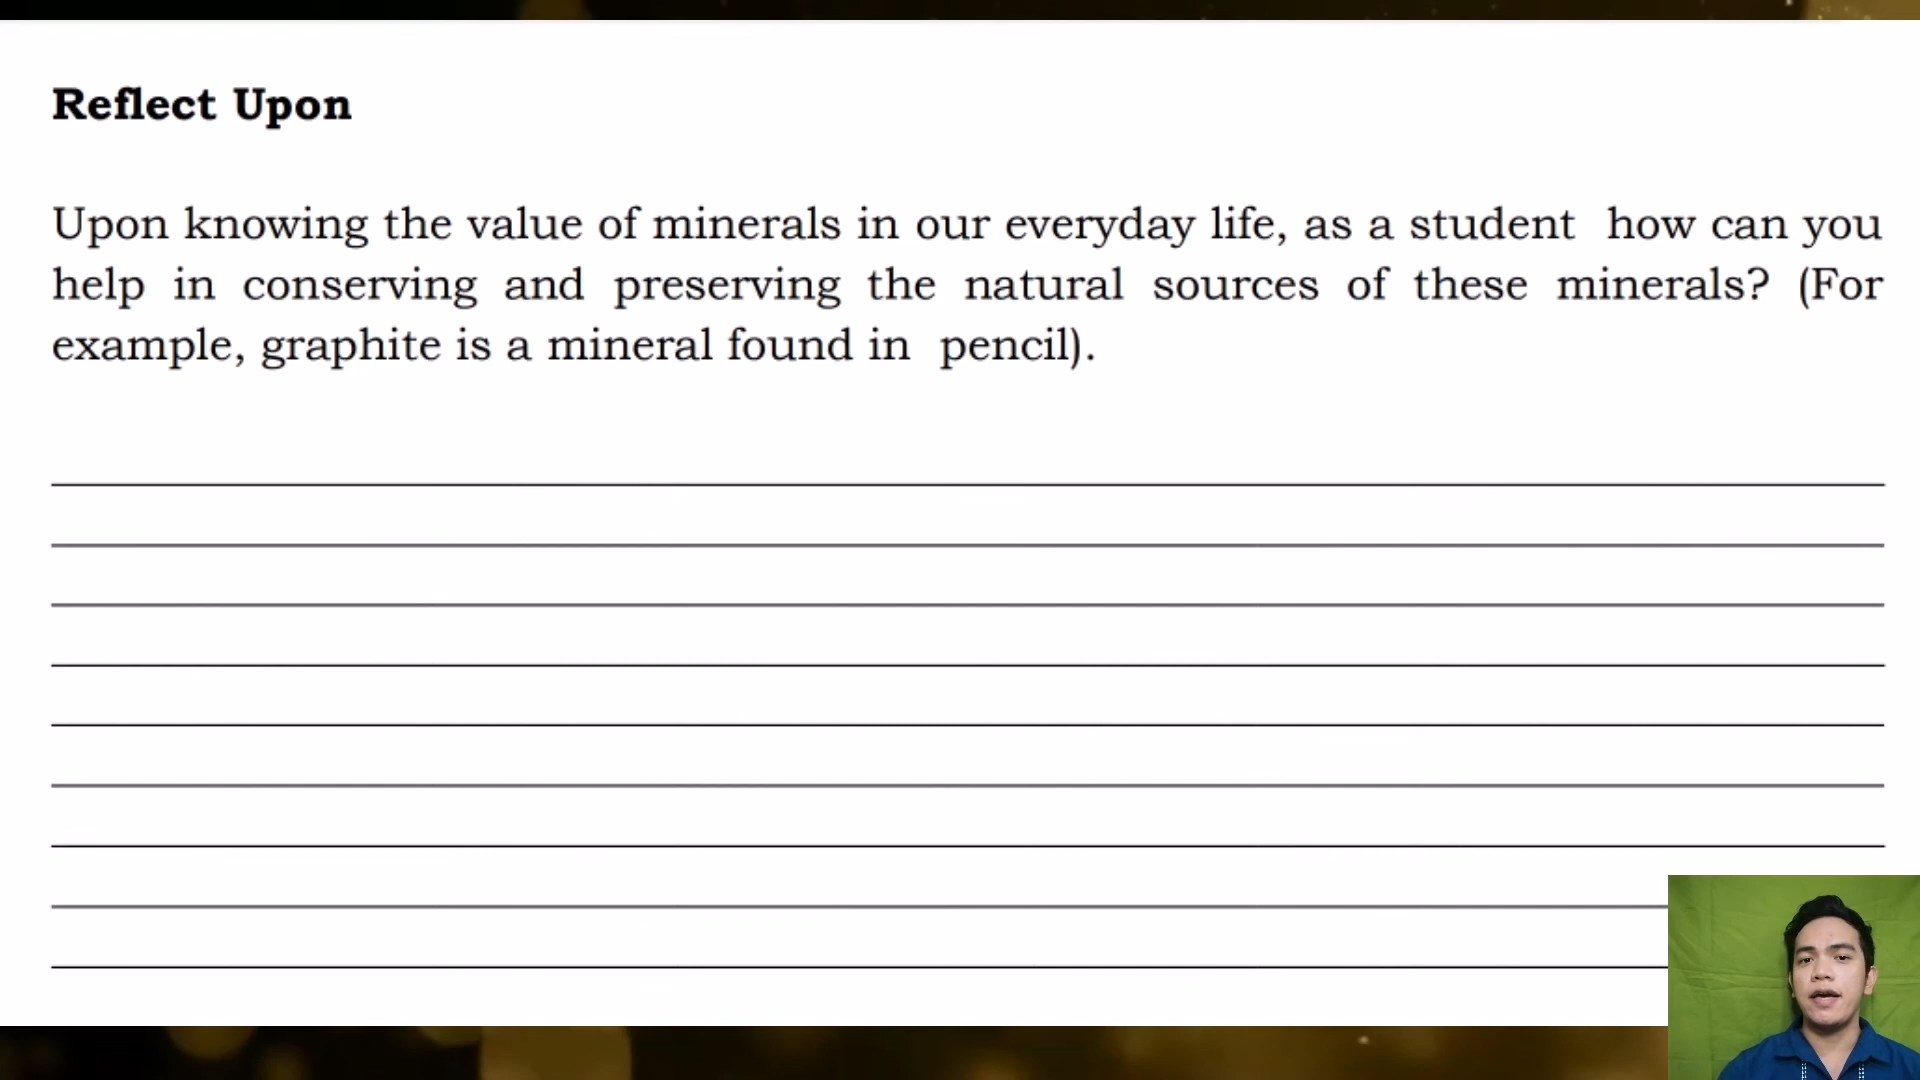 Reflect Upon
Upon knowing the value of minerals in our everyday life, as a student how can you
help in conserving and preserving the natural sources of these minerals? (For
example, graphite is a mineral found in pencil).